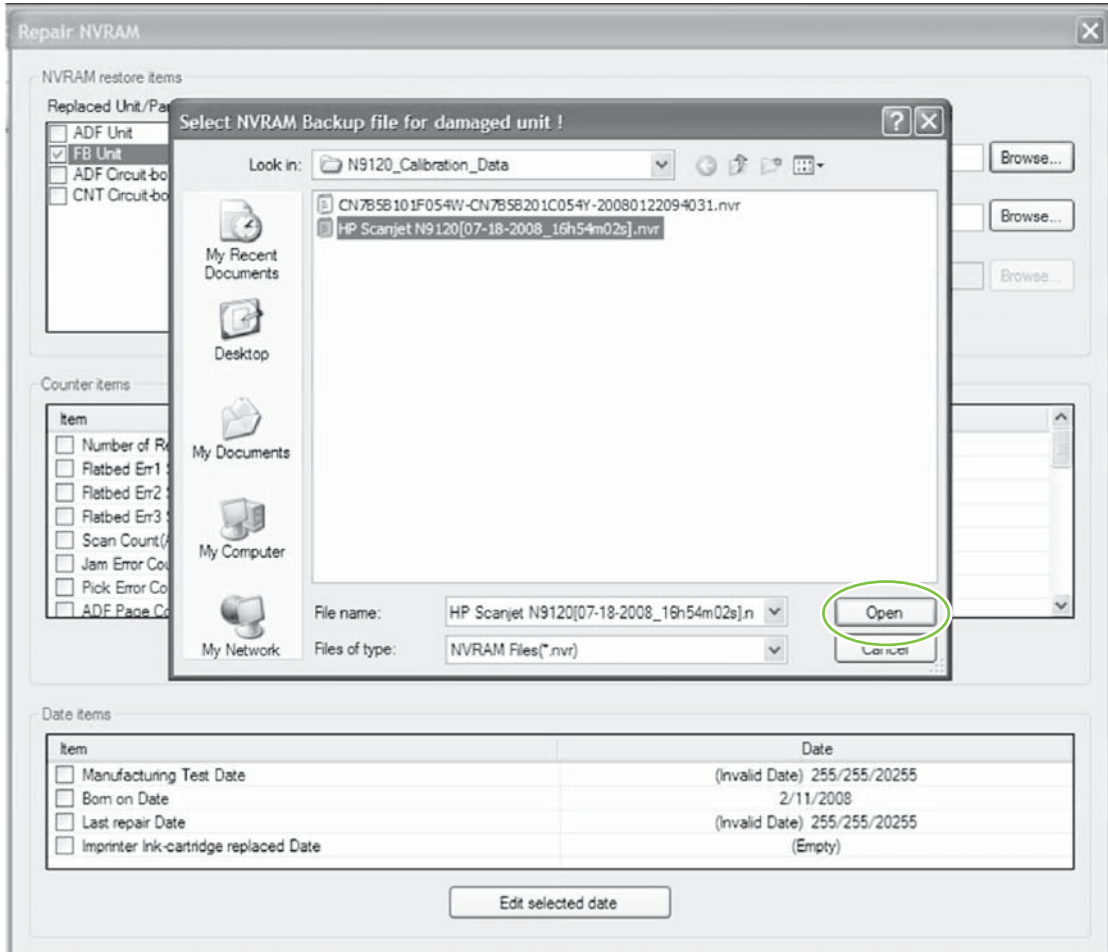 Repair NVRAM
NVRAM restore items
Replaced Unit/Pa
ADF Unit
FB Unit
ADF Circuit-bo
CNT Circuit-bo
Browse...
Browse...
Browse...
Select NVRAM Backup file for damaged unit !
Look in: N9120_Calibration_Data
CN7B5B101F054W-CN7B5B201C054Y-20080122094031.nvr
HP Scanjet N9120[07-18-2008_16h54m02s].nvr
My Recent
Documents
Desktop
My Documents
My Computer
My Network
File name: HP Scanjet N9120[07-18-2008_16h54m02s].n Open
Files of type: NVRAM Files(*.nvr) Cancel
Counter items
Item
Number of Re
Flatbed Err1
Flatbed Err2
Flatbed Err3
Scan Count(A
Jam Error Cou
Pick Error Co
ADF Page Co
Date items
Item Date
Manufacturing Test Date (Invalid Date) 255/255/20255
Born on Date 2/11/2008
Last repair Date (Invalid Date) 255/255/20255
Imprinter Ink-cartridge replaced Date (Empty)
Edit selected date